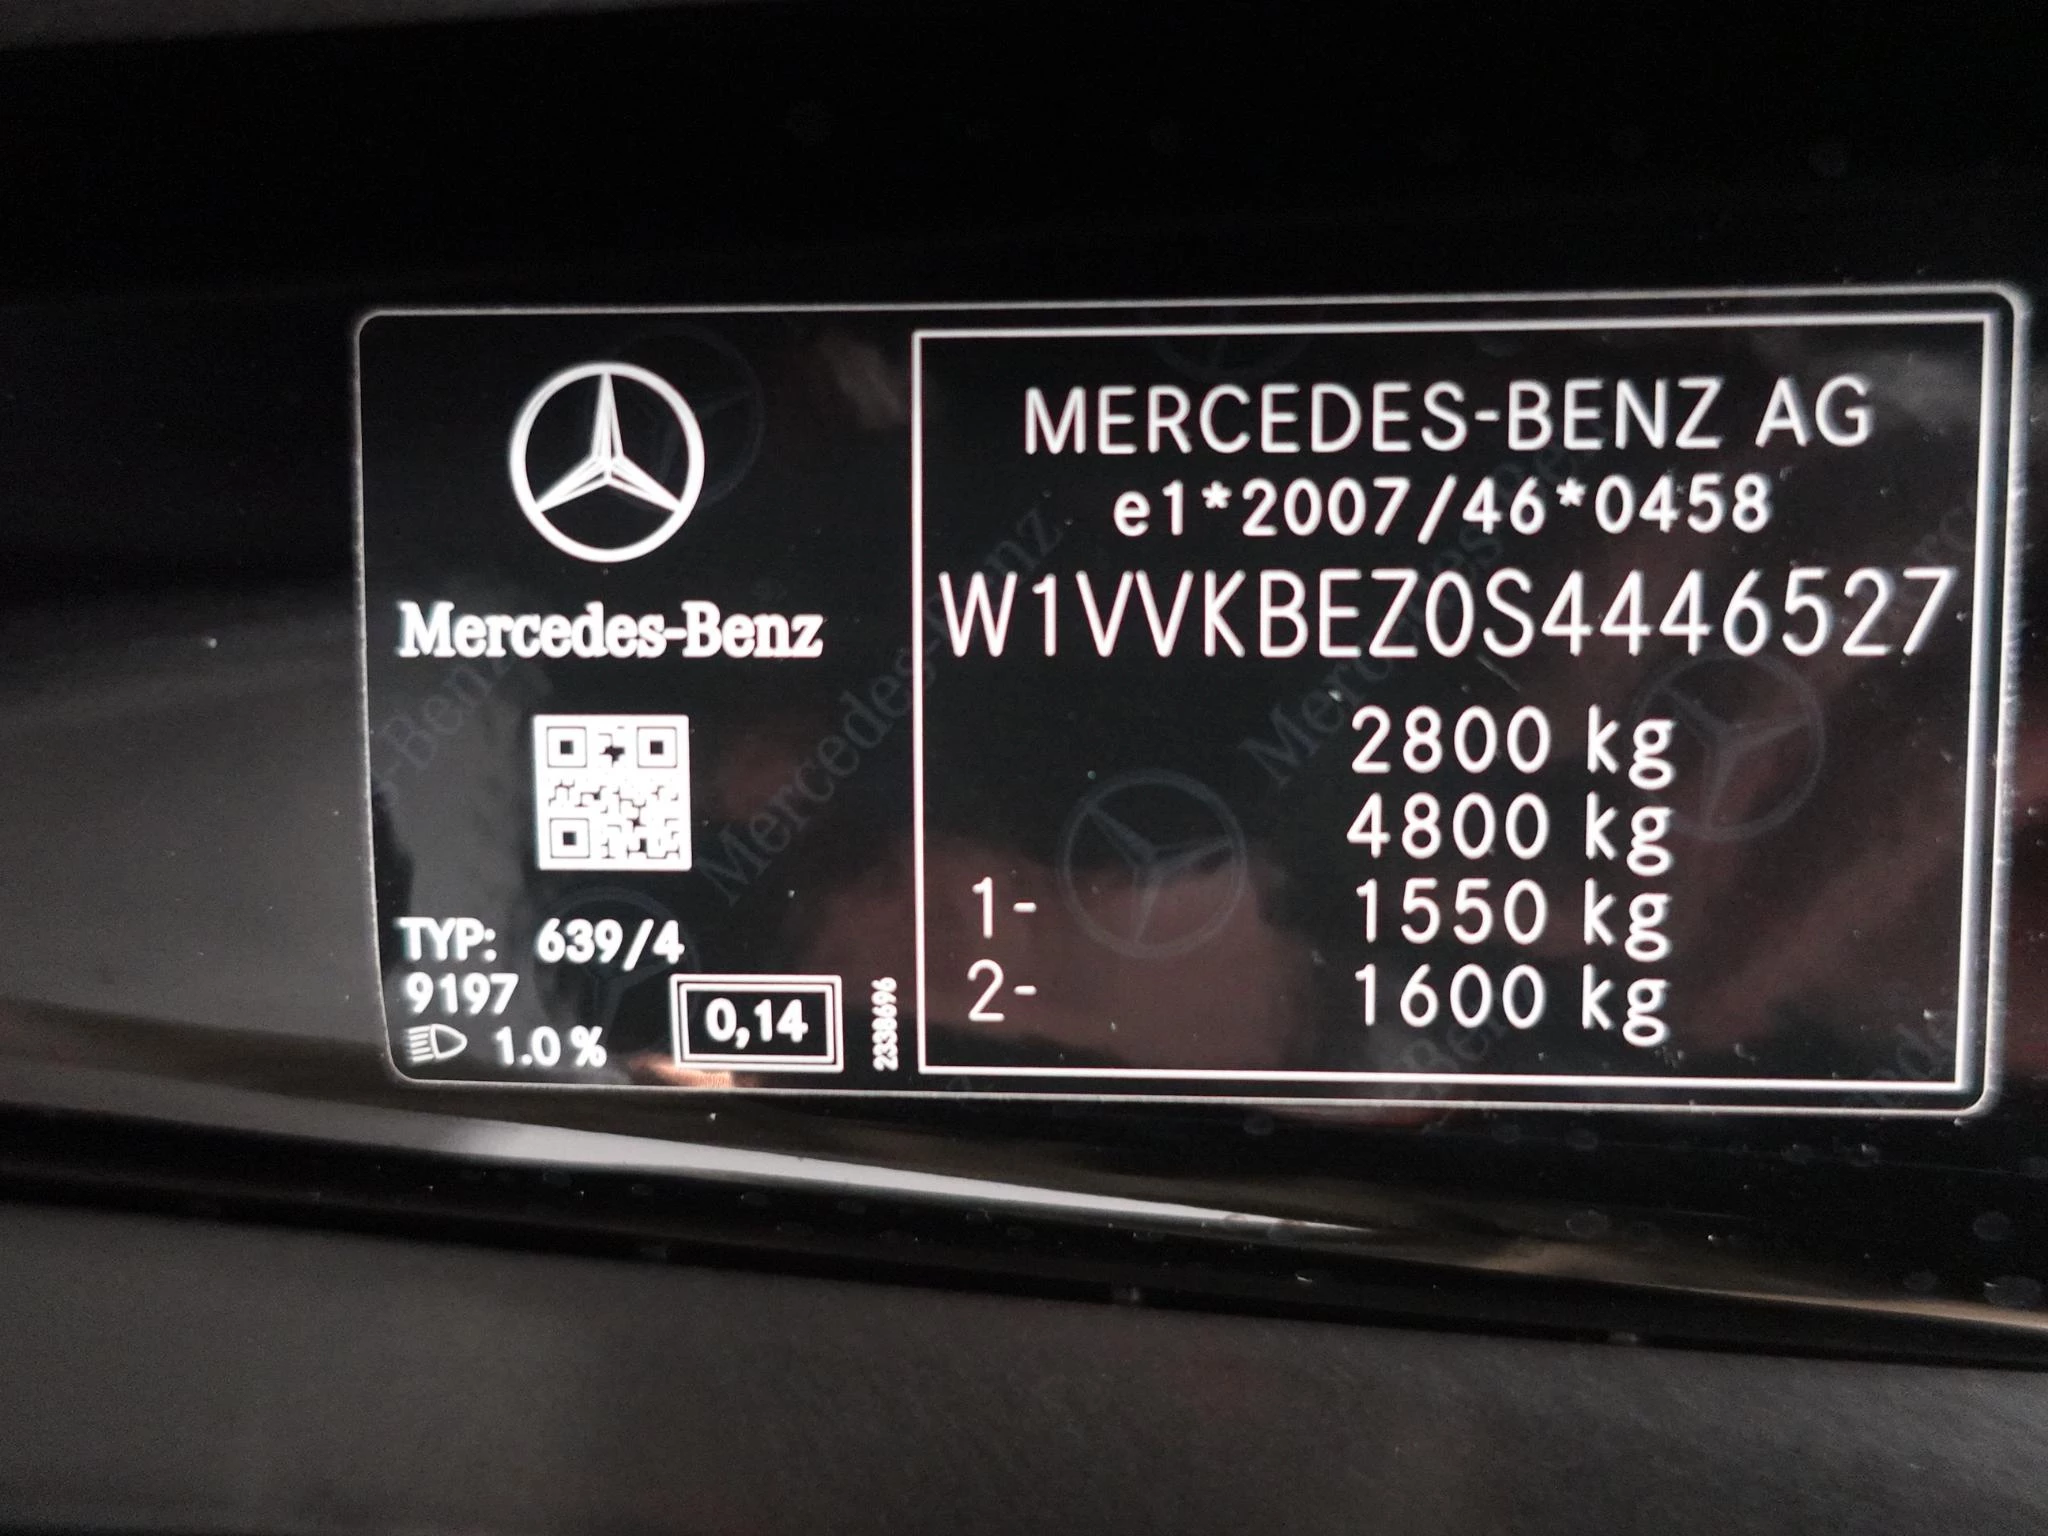 Mercedes-Benz
TYP: 639/4
9197
1.0 %
0,14
2338696
MERCEDES-BENZ AG
e1*2007/46*0458
W1VVKBEZ0S4446527
2800 kg
4800 kg
1- 1550 kg
2- 1600 kg